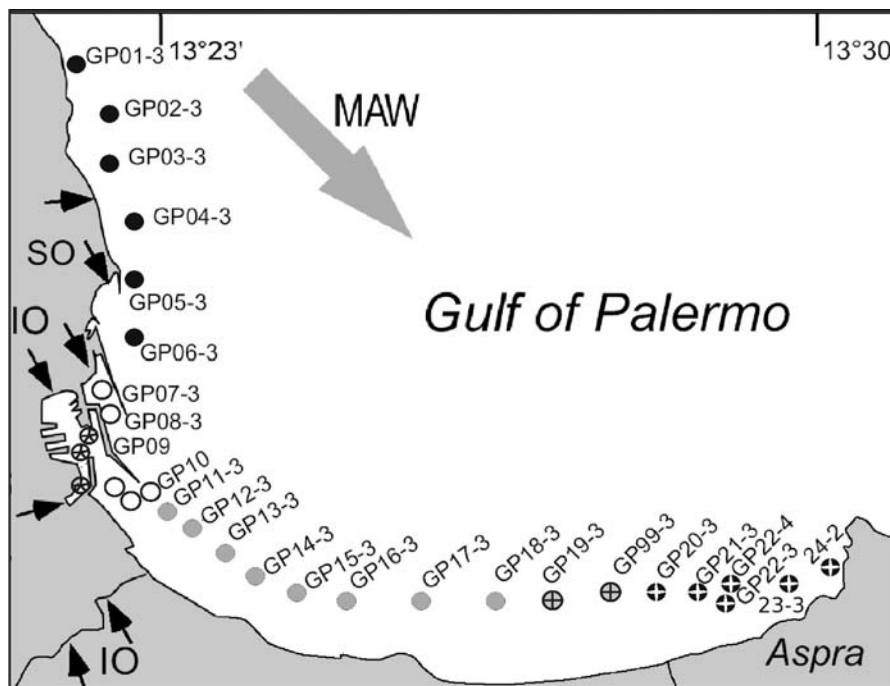 13°23'
13°30
GP01-3
GP02-3
MAW
GP03-3
GP04-3
SO
GP05-3
Gulf of Palermo
IO
GP06-3
GP07-3
GP08-3
GP09
GP10
GP11-3
GP12-3
GP13-3
GP14-3
GP15-3
GP16-3
GP17-3
GP18-3
GP19-3
GP99-3
GP20-3
GP21-3
GP22-4
GP22-3
23-3
24-2
IO
Aspra